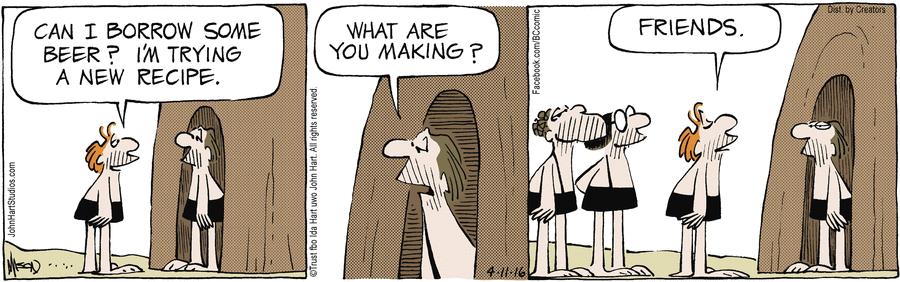 CAN I BORROW SOME
BEER? I'M TRYING
A NEW RECIPE.
JohnHartStudios.com
MASON
©Trust fbo Ida Hart uwo John Hart. All rights reserved.
WHAT ARE
YOU MAKING?
4-11-16
Facebook.com/BCcomic
FRIENDS.
Dist. by Creators